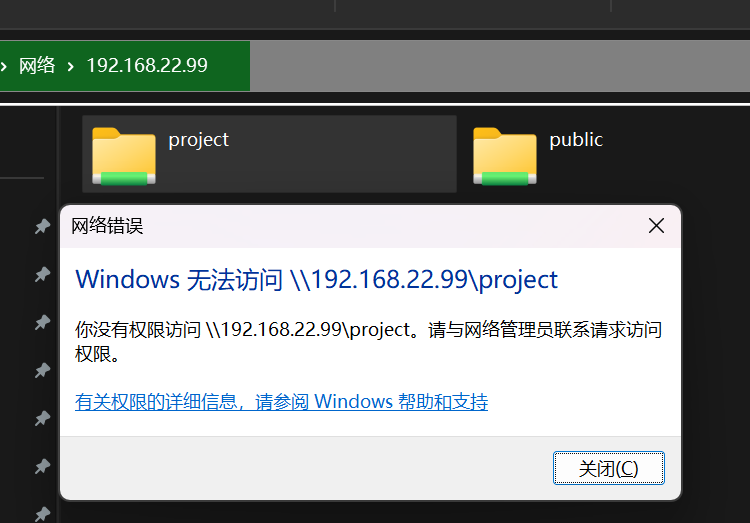 网络 192.168.22.99
project
public
网络错误
Windows 无法访问 \\192.168.22.99\project
你没有权限访问 \\192.168.22.99\project。请与网络管理员联系请求访问
权限。
有关权限的详细信息，请参阅 Windows 帮助和支持
关闭(C)